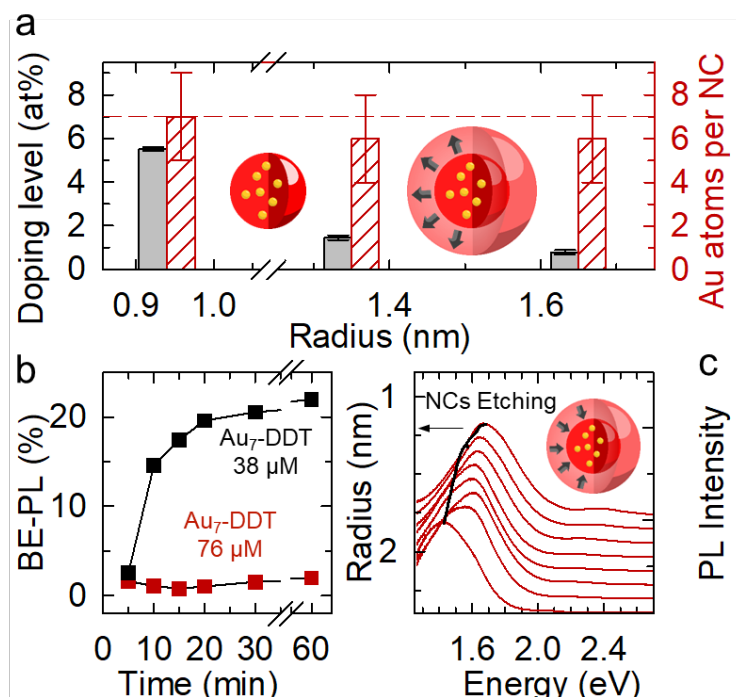 a
Doping level (at%)
8
6
4
2
0
8
6
4
2
0
Au atoms per NC
0.9
1.0
1.4
1.6
Radius (nm)
b
BE-PL (%)
20
10
0
Au₇-DDT
38 µM
Au₇-DDT
76 µM
0
10
20
30
60
Time (min)
c
Radius (nm)
1
2
NCs Etching
PL Intensity
1.6
2.0
2.4
Energy (eV)